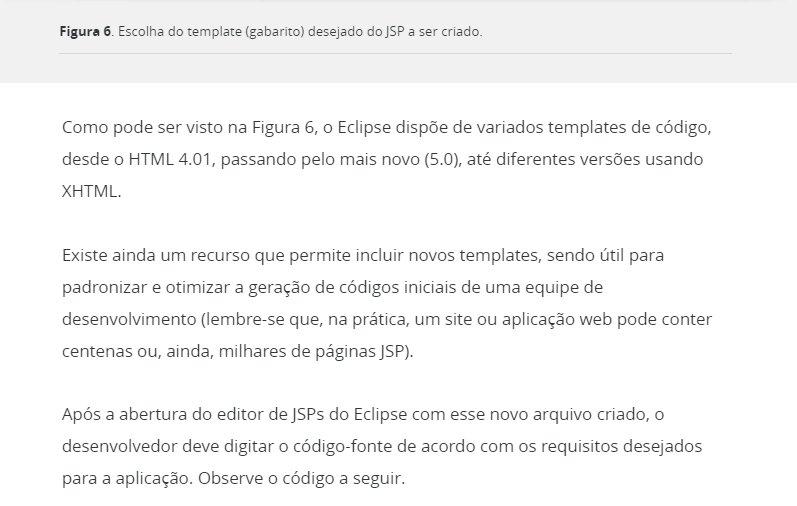 Figura 6. Escolha do template (gabarito) desejado do JSP a ser criado.
Como pode ser visto na Figura 6, o Eclipse dispõe de variados templates de código,
desde o HTML 4.01, passando pelo mais novo (5.0), até diferentes versões usando
XHTML.
Existe ainda um recurso que permite incluir novos templates, sendo útil para
padronizar e otimizar a geração de códigos iniciais de uma equipe de
desenvolvimento (lembre-se que, na prática, um site ou aplicação web pode conter
centenas ou, ainda, milhares de páginas JSP).
Após a abertura do editor de JSPs do Eclipse com esse novo arquivo criado, o
desenvolvedor deve digitar o código-fonte de acordo com os requisitos desejados
para a aplicação. Observe o código a seguir.